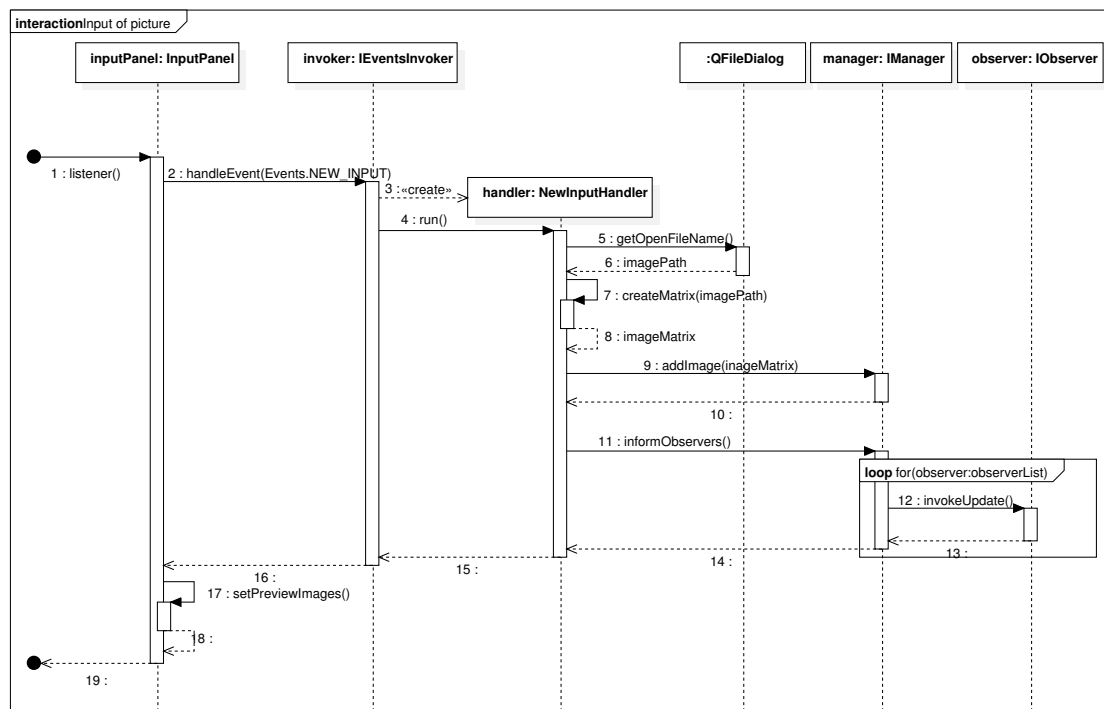 interactionInput of picture
inputPanel: InputPanel
invoker: IEventsInvoker
:QFileDialog
manager: IManager
observer: IObserver
1 : listener()
2 : handleEvent(Events.NEW_INPUT)
3 : «create»
handler: NewInputHandler
4 : run()
5 : getOpenFileName()
6 : imagePath
7 : createMatrix(imagePath)
8 : imageMatrix
9 : addImage(inageMatrix)
10 :
11 : informObservers()
loop for(observer:observerList)
12 : invokeUpdate()
13 :
14 :
15 :
16 :
17 : setPreviewImages()
18 :
19 :